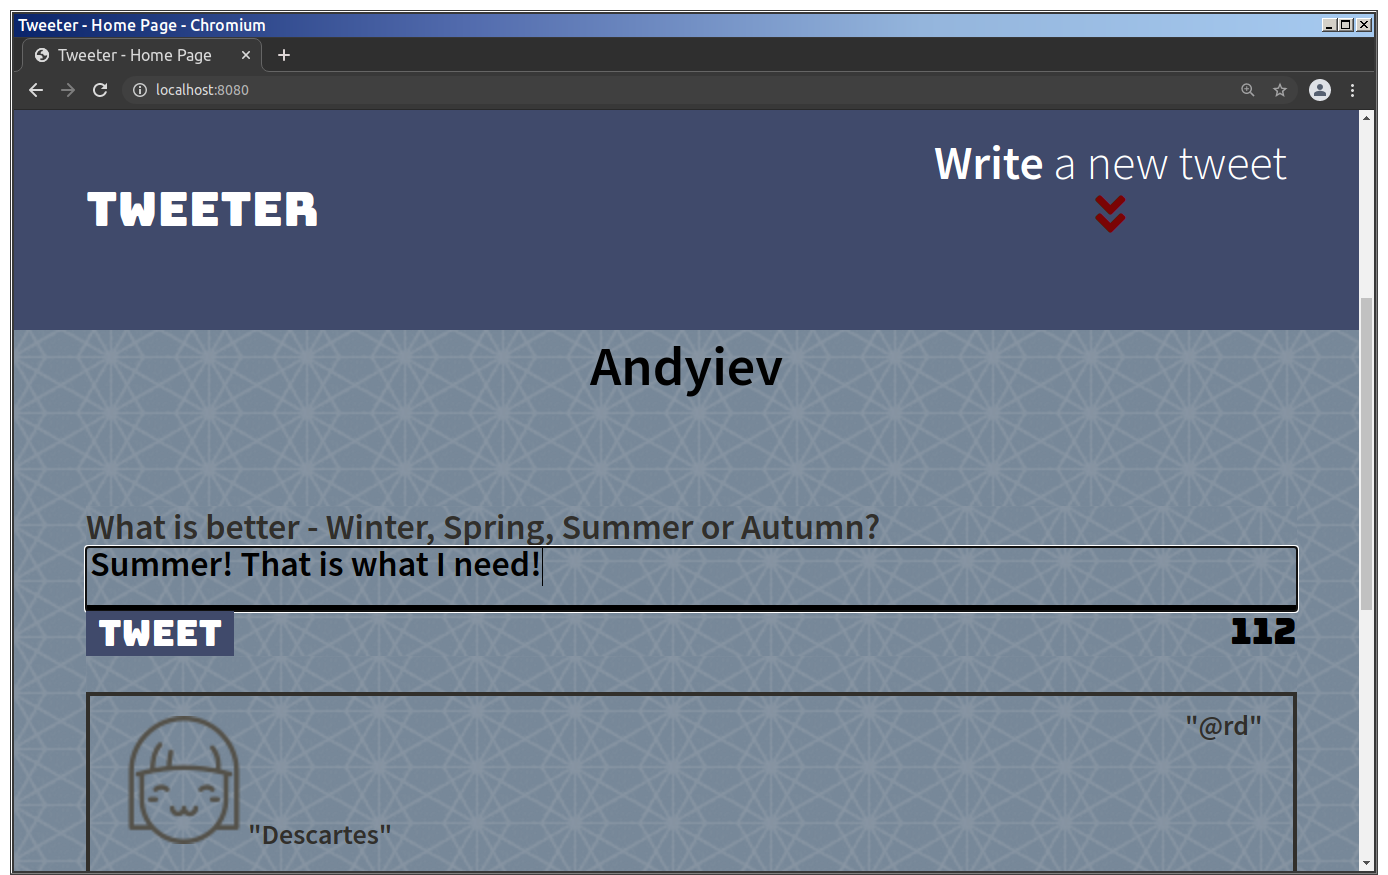 Tweeter - Home Page - Chromium
Tweeter - Home Page
localhost:8080
Write a new tweet
TWEETER
Andyiev
What is better - Winter, Spring, Summer or Autumn?
Summer! That is what I need!
TWEET
112
"@rd"
"Descartes"